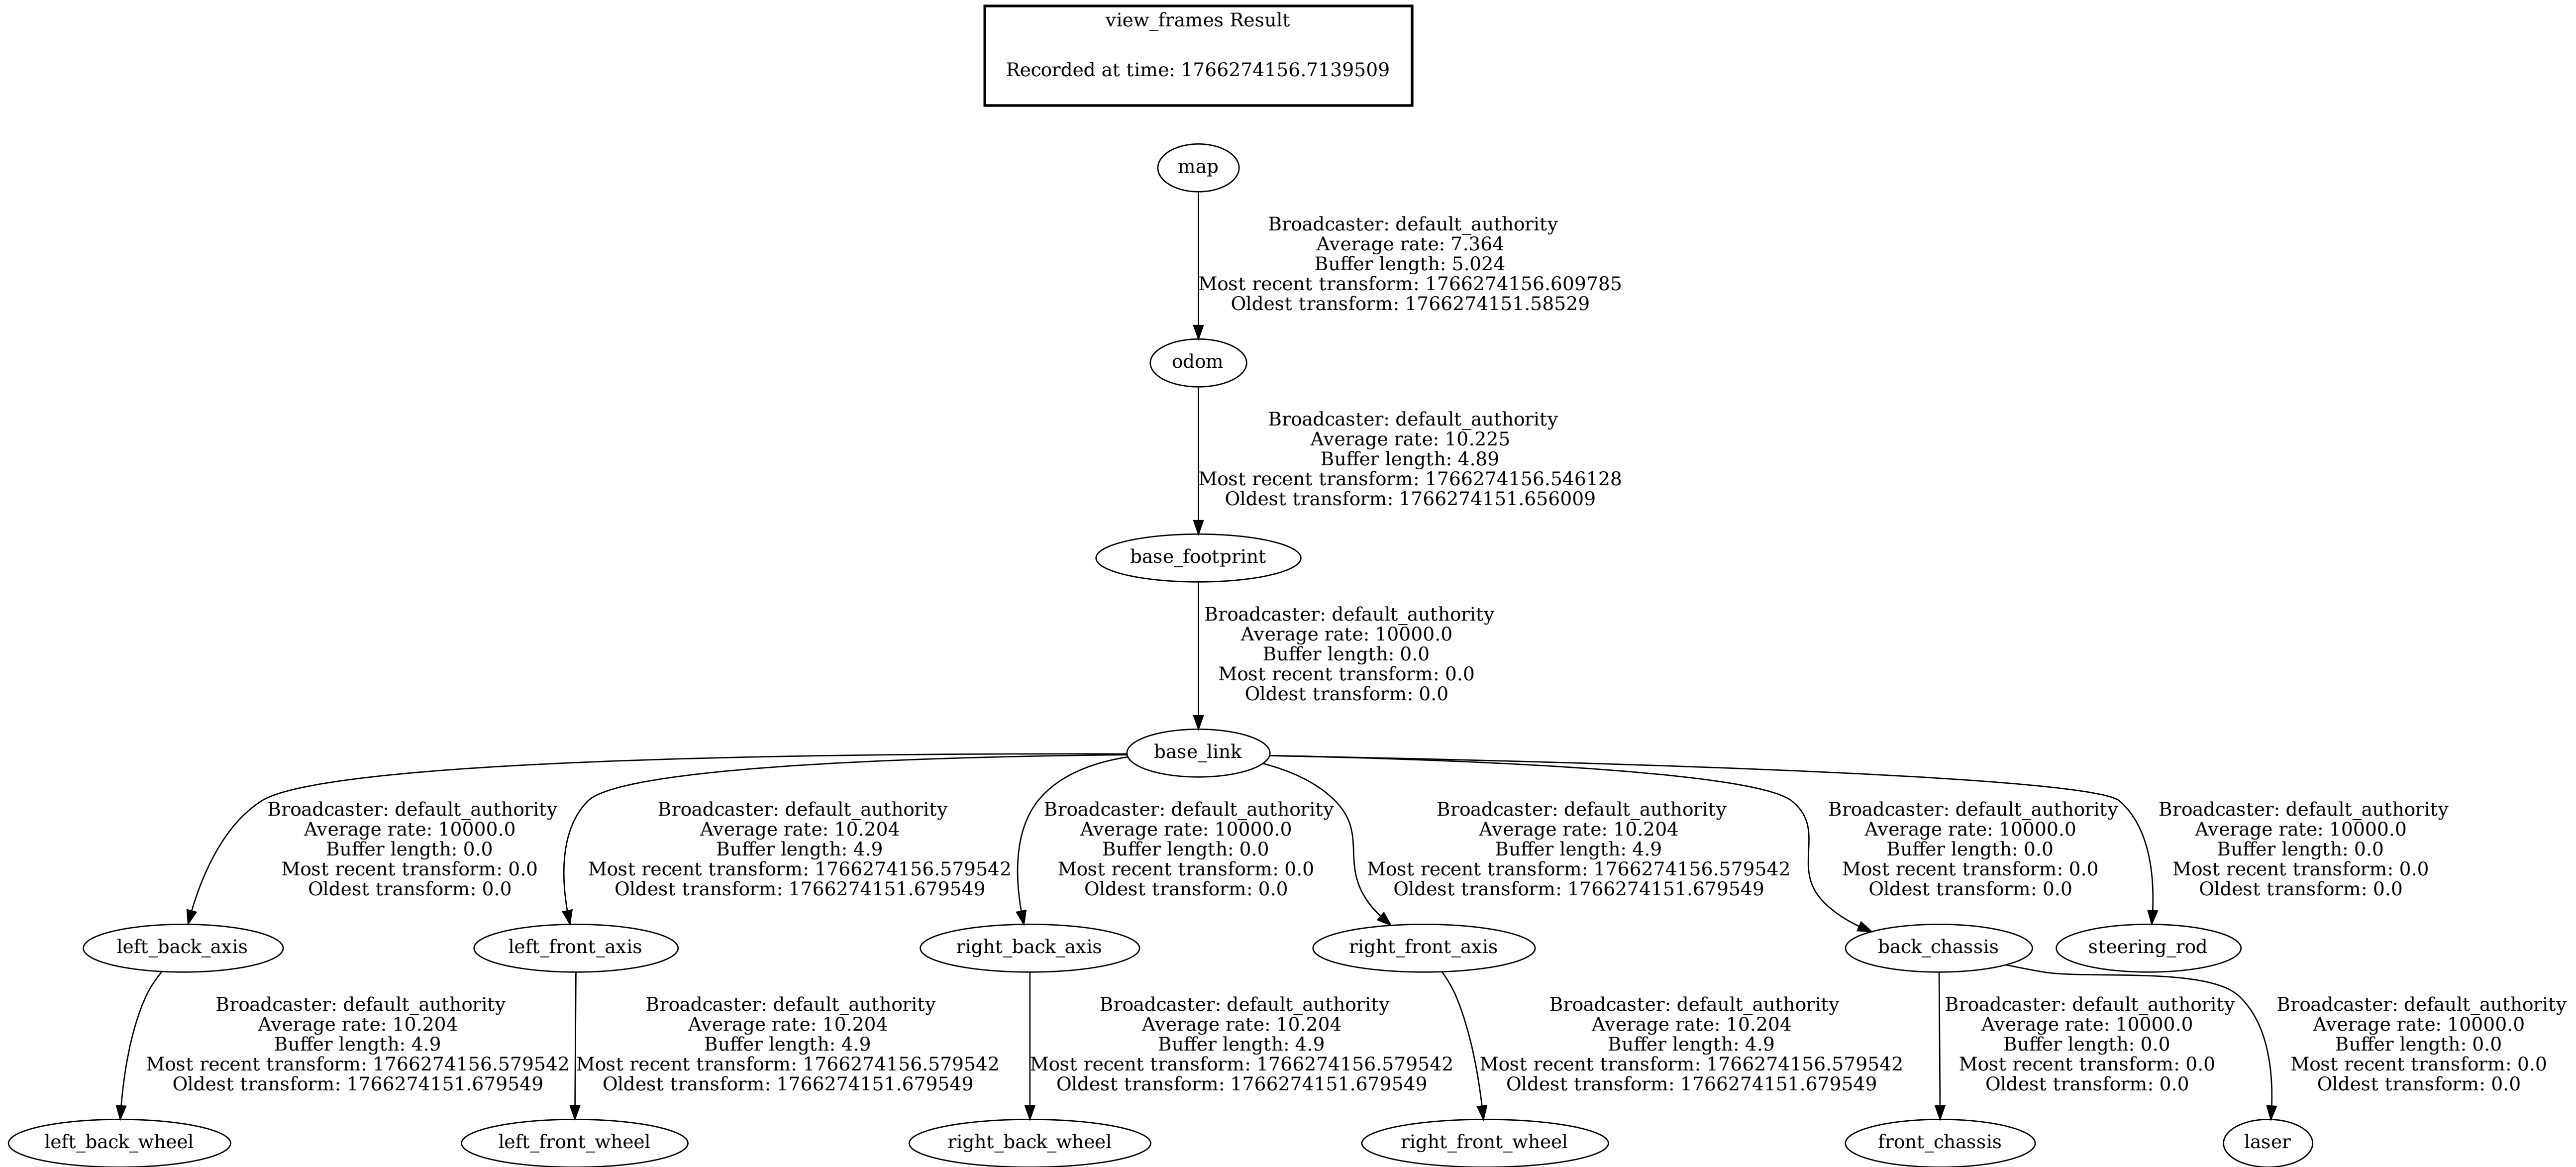 view_frames Result
Recorded at time: 1766274156.7139509
map
Broadcaster: default_authority
Average rate: 7.364
Buffer length: 5.024
Most recent transform: 1766274156.609785
Oldest transform: 1766274151.58529
odom
Broadcaster: default_authority
Average rate: 10.225
Buffer length: 4.89
Most recent transform: 1766274156.546128
Oldest transform: 1766274151.656009
base_footprint
Broadcaster: default_authority
Average rate: 10000.0
Buffer length: 0.0
Most recent transform: 0.0
Oldest transform: 0.0
base_link
Broadcaster: default_authority
Average rate: 10000.0
Buffer length: 0.0
Most recent transform: 0.0
Oldest transform: 0.0
Broadcaster: default_authority
Average rate: 10.204
Buffer length: 4.9
Most recent transform: 1766274156.579542
Oldest transform: 1766274151.679549
Broadcaster: default_authority
Average rate: 10000.0
Buffer length: 0.0
Most recent transform: 0.0
Oldest transform: 0.0
Broadcaster: default_authority
Average rate: 10.204
Buffer length: 4.9
Most recent transform: 1766274156.579542
Oldest transform: 1766274151.679549
Broadcaster: default_authority
Average rate: 10000.0
Buffer length: 0.0
Most recent transform: 0.0
Oldest transform: 0.0
Broadcaster: default_authority
Average rate: 10000.0
Buffer length: 0.0
Most recent transform: 0.0
Oldest transform: 0.0
left_back_axis
left_front_axis
right_back_axis
right_front_axis
back_chassis
steering_rod
Broadcaster: default_authority
Average rate: 10.204
Buffer length: 4.9
Most recent transform: 1766274156.579542
Oldest transform: 1766274151.679549
Broadcaster: default_authority
Average rate: 10.204
Buffer length: 4.9
Most recent transform: 1766274156.579542
Oldest transform: 1766274151.679549
Broadcaster: default_authority
Average rate: 10.204
Buffer length: 4.9
Most recent transform: 1766274156.579542
Oldest transform: 1766274151.679549
Broadcaster: default_authority
Average rate: 10.204
Buffer length: 4.9
Most recent transform: 1766274156.579542
Oldest transform: 1766274151.679549
Broadcaster: default_authority
Average rate: 10000.0
Buffer length: 0.0
Most recent transform: 0.0
Oldest transform: 0.0
Broadcaster: default_authority
Average rate: 10000.0
Buffer length: 0.0
Most recent transform: 0.0
Oldest transform: 0.0
left_back_wheel
left_front_wheel
right_back_wheel
right_front_wheel
front_chassis
laser